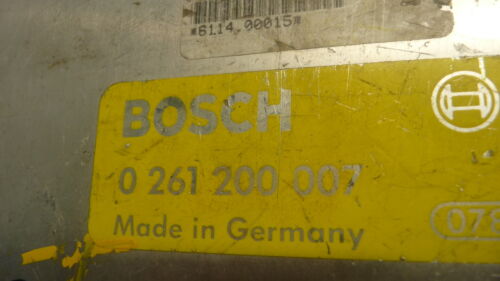 *6114.00015*
BOSCH
0 261 200 007
Made in Germany